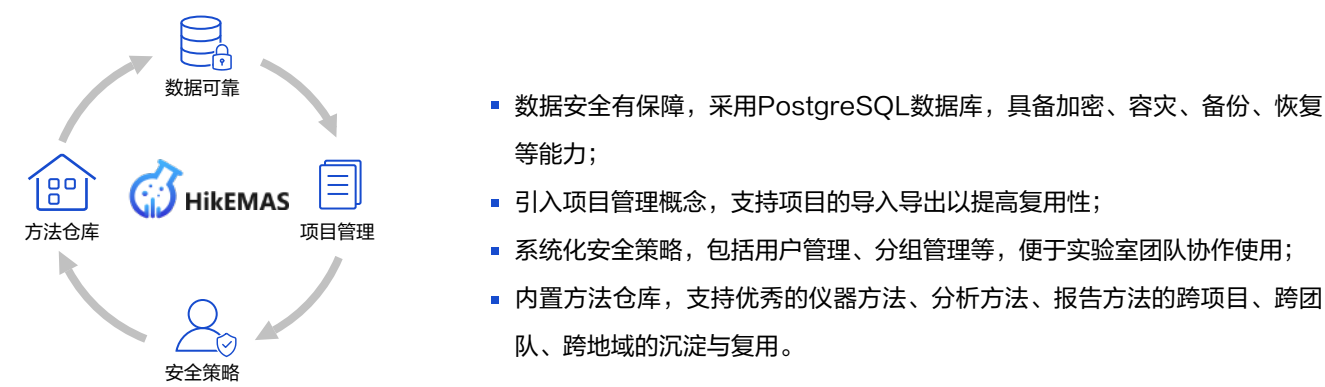 数据可靠
方法仓库
HikEMAS
项目管理
安全策略
数据安全有保障，采用PostgreSQL数据库，具备加密、容灾、备份、恢复
等能力；
引入项目管理概念，支持项目的导入导出以提高复用性；
系统化安全策略，包括用户管理、分组管理等，便于实验室团队协作使用；
内置方法仓库，支持优秀的仪器方法、分析方法、报告方法的跨项目、跨团
队、跨地域的沉淀与复用。